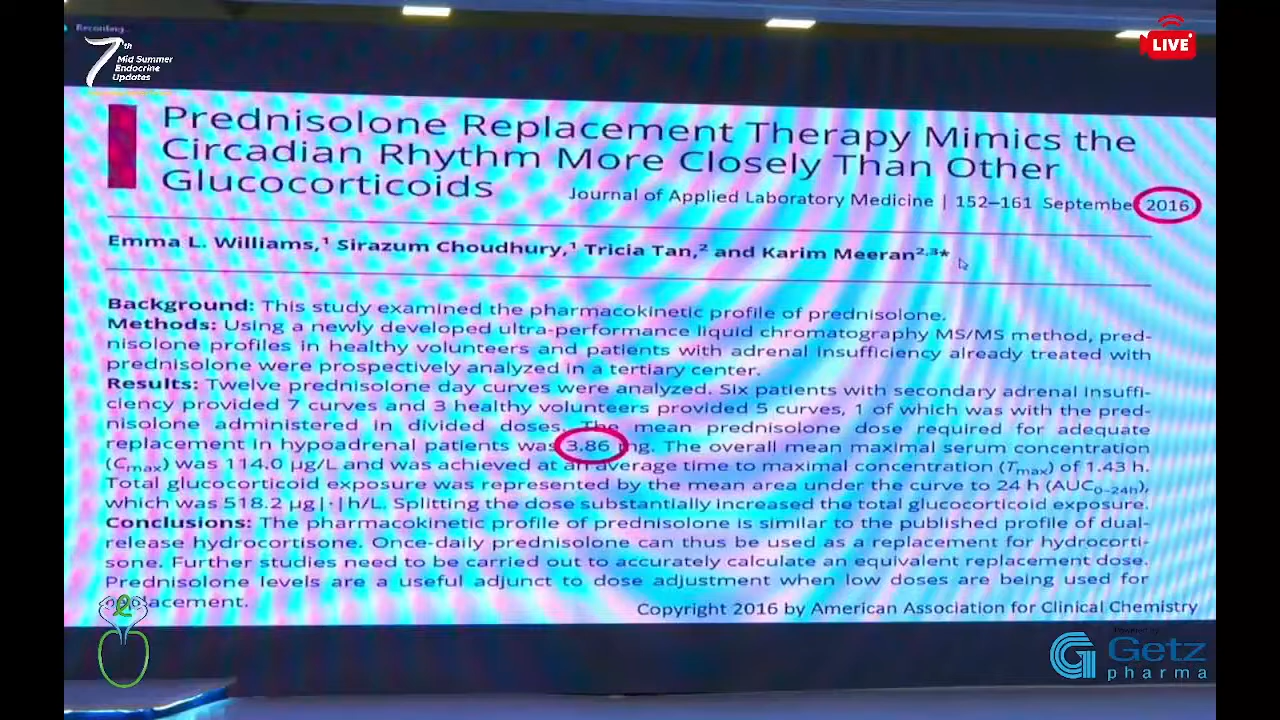 Recording...
7th
Mid Summer
Endocrine
Updates
LIVE
Prednisolone Replacement Therapy Mimics the
Circadian Rhythm More Closely Than Other
Glucocorticoids
Journal of Applied Laboratory Medicine | 152–161 Septembe 2016
Emma L. Williams,¹ Sirazum Choudhury,¹ Tricia Tan,² and Karim Meeran²,³*
Background: This study examined the pharmacokinetic profile of prednisolone.
Methods: Using a newly developed ultra-performance liquid chromatography MS/MS method, pred-
nisolone profiles in healthy volunteers and patients with adrenal insufficiency already treated with
prednisolone were prospectively analyzed in a tertiary center.
Results: Twelve prednisolone day curves were analyzed. Six patients with secondary adrenal insuffi-
ciency provided 7 curves and 3 healthy volunteers provided 5 curves, 1 of which was with the pred-
nisolone administered in divided doses. The mean prednisolone dose required for adequate
replacement in hypoadrenal patients was 3.86 mg. The overall mean maximal serum concentration
(Cmax) was 114.0 µg/L and was achieved at an average time to maximal concentration (Tmax) of 1.43 h.
Total glucocorticoid exposure was represented by the mean area under the curve to 24 h (AUC0–24h),
which was 518.2 µg|·|h/L. Splitting the dose substantially increased the total glucocorticoid exposure.
Conclusions: The pharmacokinetic profile of prednisolone is similar to the published profile of dual-
release hydrocortisone. Once-daily prednisolone can thus be used as a replacement for hydrocorti-
sone. Further studies need to be carried out to accurately calculate an equivalent replacement dose.
Prednisolone levels are a useful adjunct to dose adjustment when low doses are being used for
replacement.
Copyright 2016 by American Association for Clinical Chemistry
Powered by
Getz
pharma